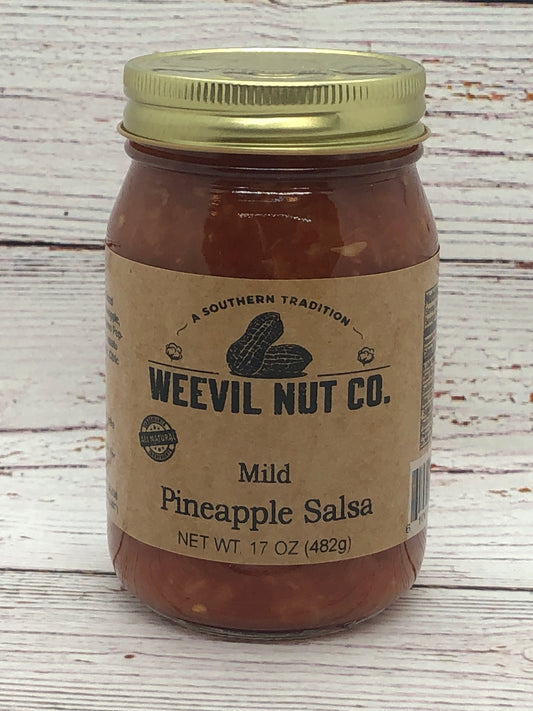 A SOUTHERN TRADITION
WEEVIL NUT CO.
ALL NATURAL
Mild
Pineapple Salsa
NET WT. 17 OZ (482g)